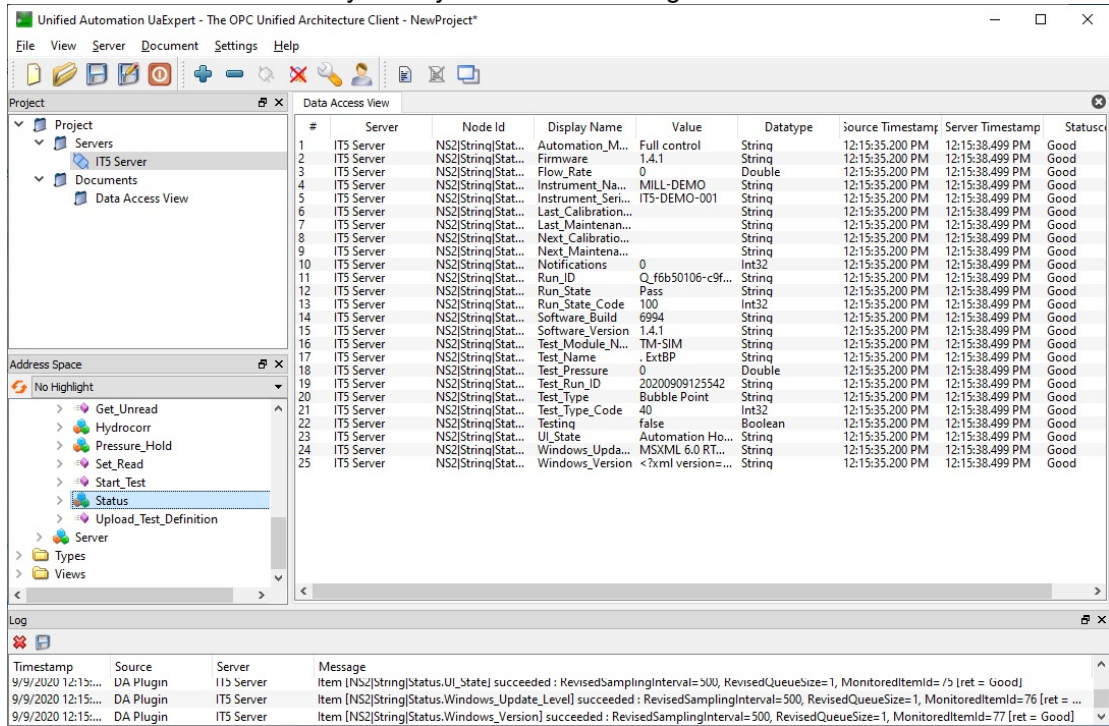 Unified Automation UaExpert - The OPC Unified Architecture Client - NewProject*
File View Server Document Settings Help
Project
Project
Servers
IT5 Server
Documents
Data Access View
Address Space
No Highlight
Get_Unread
Hydrocorr
Pressure_Hold
Set_Read
Start_Test
Status
Upload_Test_Definition
Server
Types
Views
Data Access View
# Server Node Id Display Name Value Datatype Source Timestamp Server Timestamp Statusco
1 IT5 Server NS2|String|Stat... Automation_M... Full control String 12:15:35.200 PM 12:15:38.499 PM Good
2 IT5 Server NS2|String|Stat... Firmware 1.4.1 String 12:15:35.200 PM 12:15:38.499 PM Good
3 IT5 Server NS2|String|Stat... Flow_Rate 0 Double 12:15:35.200 PM 12:15:38.499 PM Good
4 IT5 Server NS2|String|Stat... Instrument_Na... MILL-DEMO String 12:15:35.200 PM 12:15:38.499 PM Good
5 IT5 Server NS2|String|Stat... Instrument_Seri... IT5-DEMO-001 String 12:15:35.200 PM 12:15:38.499 PM Good
6 IT5 Server NS2|String|Stat... Last_Calibration... String 12:15:35.200 PM 12:15:38.499 PM Good
7 IT5 Server NS2|String|Stat... Last_Maintenan... String 12:15:35.200 PM 12:15:38.499 PM Good
8 IT5 Server NS2|String|Stat... Next_Calibratio... String 12:15:35.200 PM 12:15:38.499 PM Good
9 IT5 Server NS2|String|Stat... Next_Maintena... String 12:15:35.200 PM 12:15:38.499 PM Good
10 IT5 Server NS2|String|Stat... Notifications 0 Int32 12:15:35.200 PM 12:15:38.499 PM Good
11 IT5 Server NS2|String|Stat... Run_ID Q_f6b50106-c9f... String 12:15:35.200 PM 12:15:38.499 PM Good
12 IT5 Server NS2|String|Stat... Run_State Pass String 12:15:35.200 PM 12:15:38.499 PM Good
13 IT5 Server NS2|String|Stat... Run_State_Code 100 Int32 12:15:35.200 PM 12:15:38.499 PM Good
14 IT5 Server NS2|String|Stat... Software_Build 6994 String 12:15:35.200 PM 12:15:38.499 PM Good
15 IT5 Server NS2|String|Stat... Software_Version 1.4.1 String 12:15:35.200 PM 12:15:38.499 PM Good
16 IT5 Server NS2|String|Stat... Test_Module_N... TM-SIM String 12:15:35.200 PM 12:15:38.499 PM Good
17 IT5 Server NS2|String|Stat... Test_Name . ExtBP String 12:15:35.200 PM 12:15:38.499 PM Good
18 IT5 Server NS2|String|Stat... Test_Pressure 0 Double 12:15:35.200 PM 12:15:38.499 PM Good
19 IT5 Server NS2|String|Stat... Test_Run_ID 20200909125542 String 12:15:35.200 PM 12:15:38.499 PM Good
20 IT5 Server NS2|String|Stat... Test_Type Bubble Point String 12:15:35.200 PM 12:15:38.499 PM Good
21 IT5 Server NS2|String|Stat... Test_Type_Code 40 Int32 12:15:35.200 PM 12:15:38.499 PM Good
22 IT5 Server NS2|String|Stat... Testing false Boolean 12:15:35.200 PM 12:15:38.499 PM Good
23 IT5 Server NS2|String|Stat... UI_State Automation Ho... String 12:15:35.200 PM 12:15:38.499 PM Good
24 IT5 Server NS2|String|Stat... Windows_Upda... MSXML 6.0 RT... String 12:15:35.200 PM 12:15:38.499 PM Good
25 IT5 Server NS2|String|Stat... Windows_Version <?xml version=... String 12:15:35.200 PM 12:15:38.499 PM Good
Log
Timestamp Source Server Message
9/9/2020 12:15:... DA Plugin IT5 Server Item [NS2|String|Status.UI_State] succeeded : RevisedSamplingInterval=500, RevisedQueueSize=1, MonitoredItemId=75 [ret = Good]
9/9/2020 12:15:... DA Plugin IT5 Server Item [NS2|String|Status.Windows_Update_Level] succeeded : RevisedSamplingInterval=500, RevisedQueueSize=1, MonitoredItemId=76 [ret = ...
9/9/2020 12:15:... DA Plugin IT5 Server Item [NS2|String|Status.Windows_Version] succeeded : RevisedSamplingInterval=500, RevisedQueueSize=1, MonitoredItemId=77 [ret = Good]